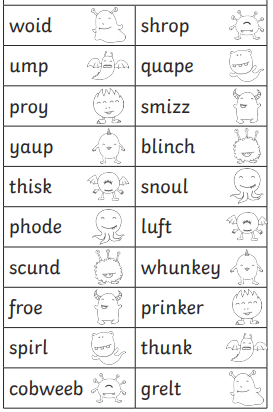 woid shrop
ump quape
proy smizz
yaup blinch
thisk snoul
phode luft
scund whunkey
froe prinker
spirl thunk
cobweeb grelt